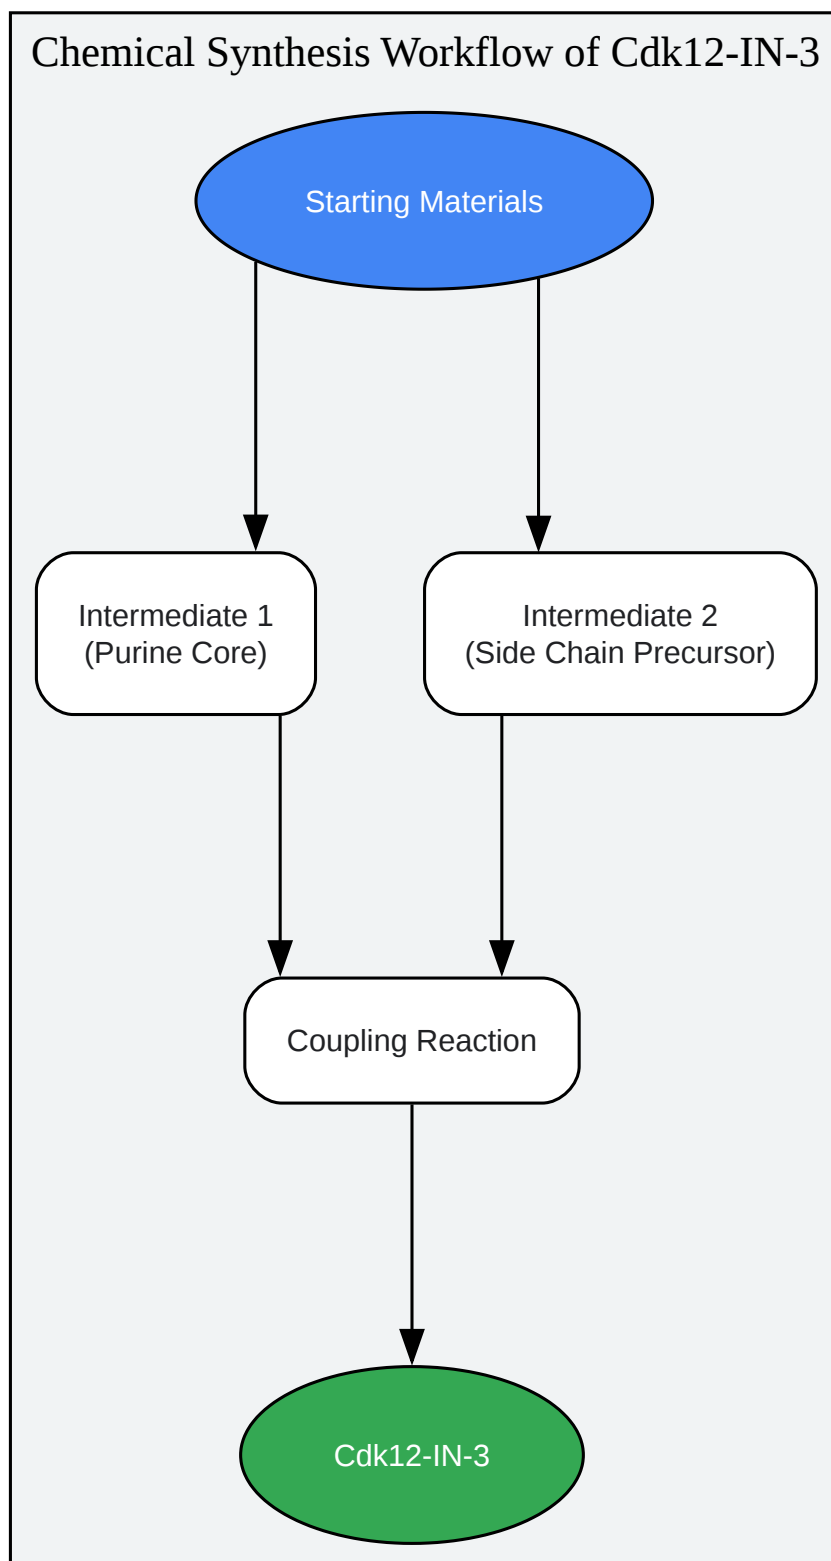 Chemical Synthesis Workflow of Cdk12-IN-3
Starting Materials
Intermediate 1
(Purine Core)
Intermediate 2
(Side Chain Precursor)
Coupling Reaction
Cdk12-IN-3